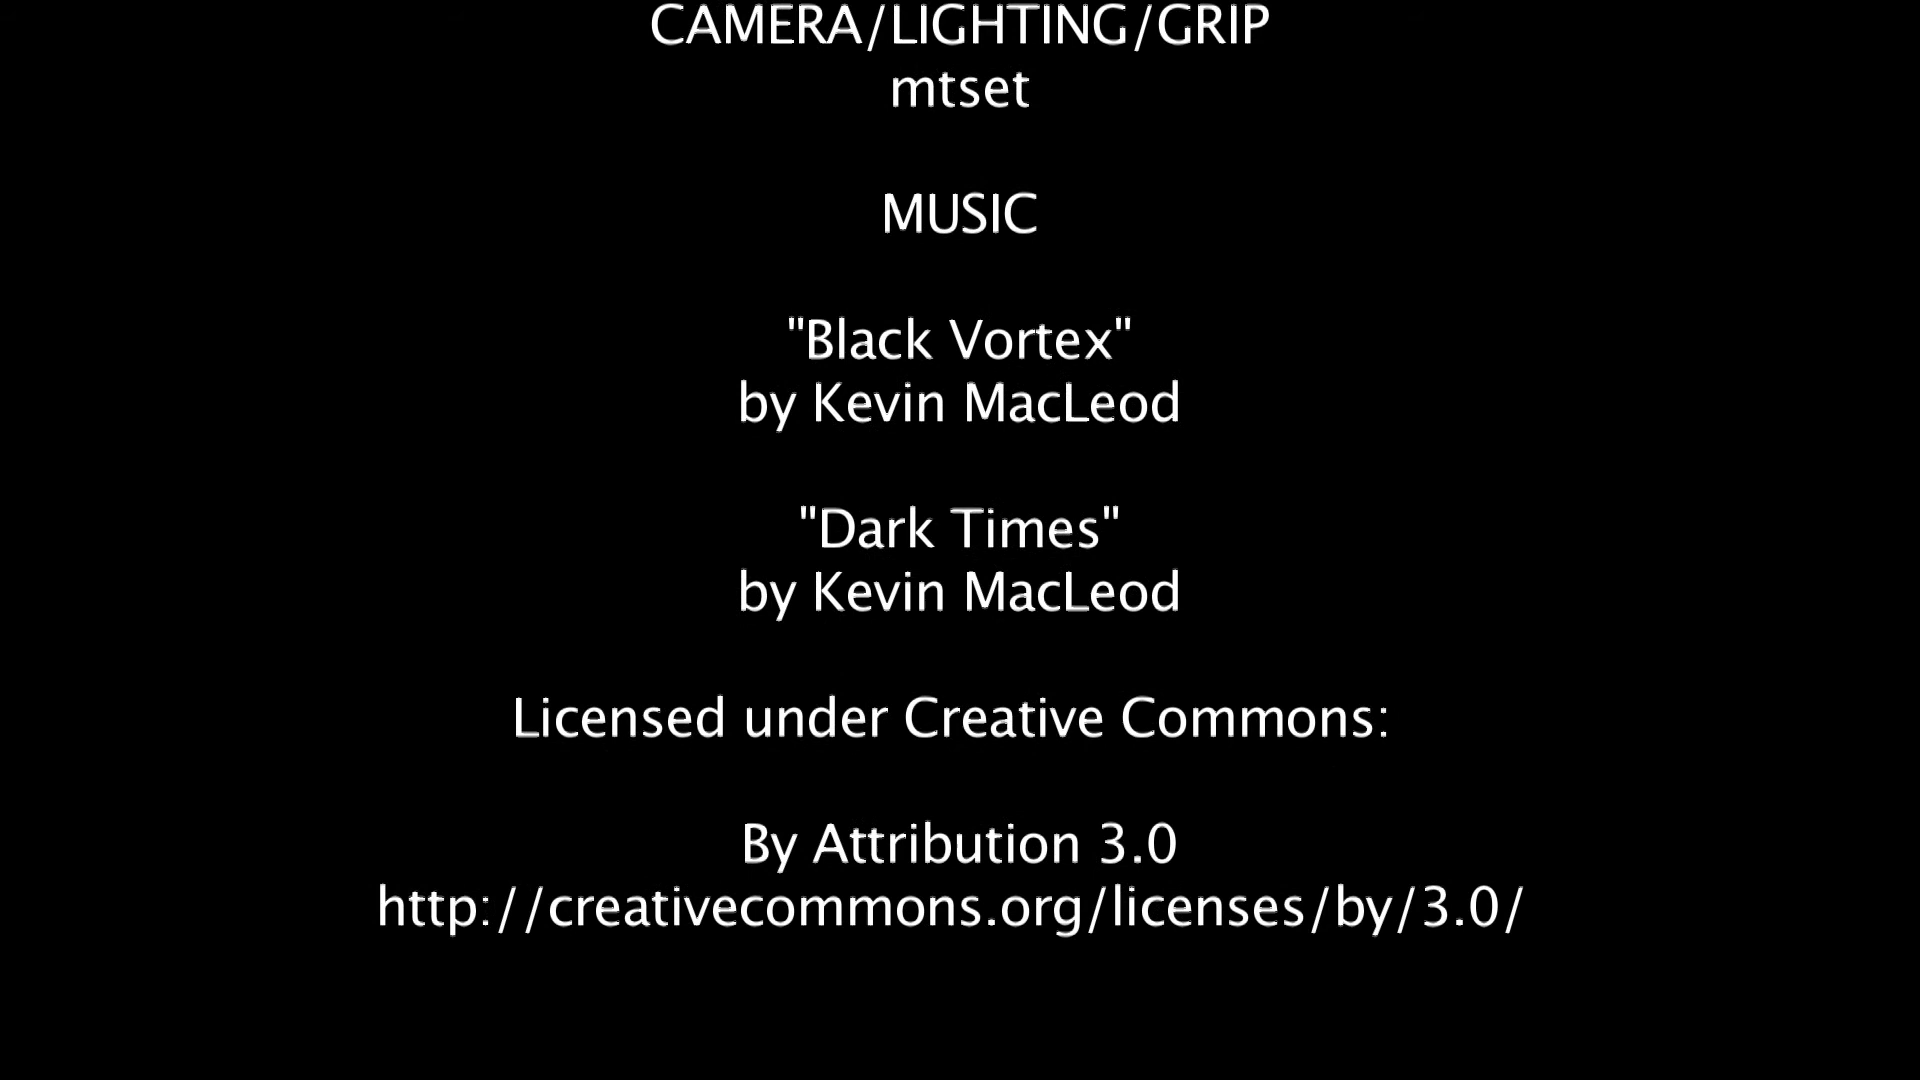 CAMERA/LIGHTING/GRIP
mtset
MUSIC
"Black Vortex"
by Kevin MacLeod
"Dark Times"
by Kevin MacLeod
Licensed under Creative Commons:
By Attribution 3.0
http://creativecommons.org/licenses/by/3.0/